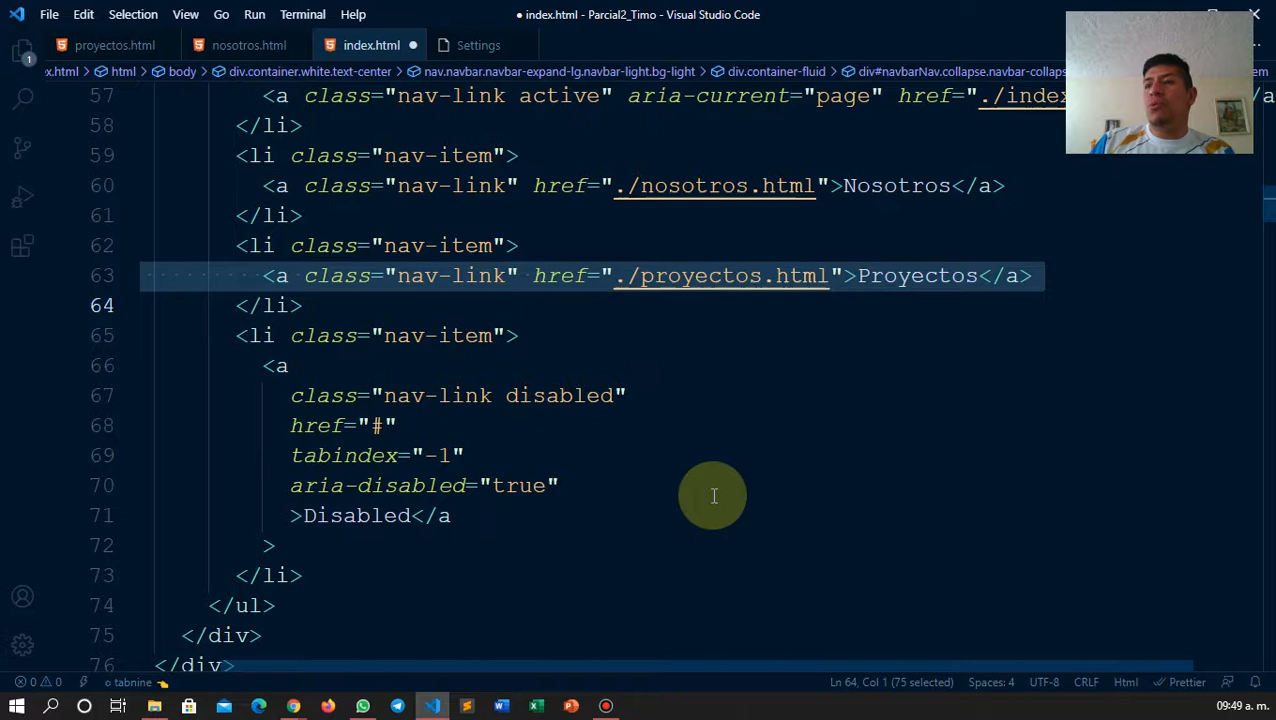 File Edit Selection View Go Run Terminal Help
● index.html - Parcial2_Timo - Visual Studio Code
proyectos.html nosotros.html index.html ● Settings
x.html > html > body > div.container.white.text-center > nav.navbar.navbar-expand-lg.navbar-light.bg-light > div.container-fluid > div#navbarNav.collapse.navbar-collaps
57 <a class="nav-link active" aria-current="page" href="./index
58 </li>
59 <li class="nav-item">
60 <a class="nav-link" href="./nosotros.html">Nosotros</a>
61 </li>
62 <li class="nav-item">
63 <a class="nav-link" href="./proyectos.html">Proyectos</a>
64 </li>
65 <li class="nav-item">
66 <a
67 class="nav-link disabled"
68 href="#"
69 tabindex="-1"
70 aria-disabled="true"
71 >Disabled</a
72 >
73 </li>
74 </ul>
75 </div>
76 </div>
1
0 0 tabnine Ln 64, Col 1 (75 selected) Spaces: 4 UTF-8 CRLF Html Prettier
09:49 a. m.